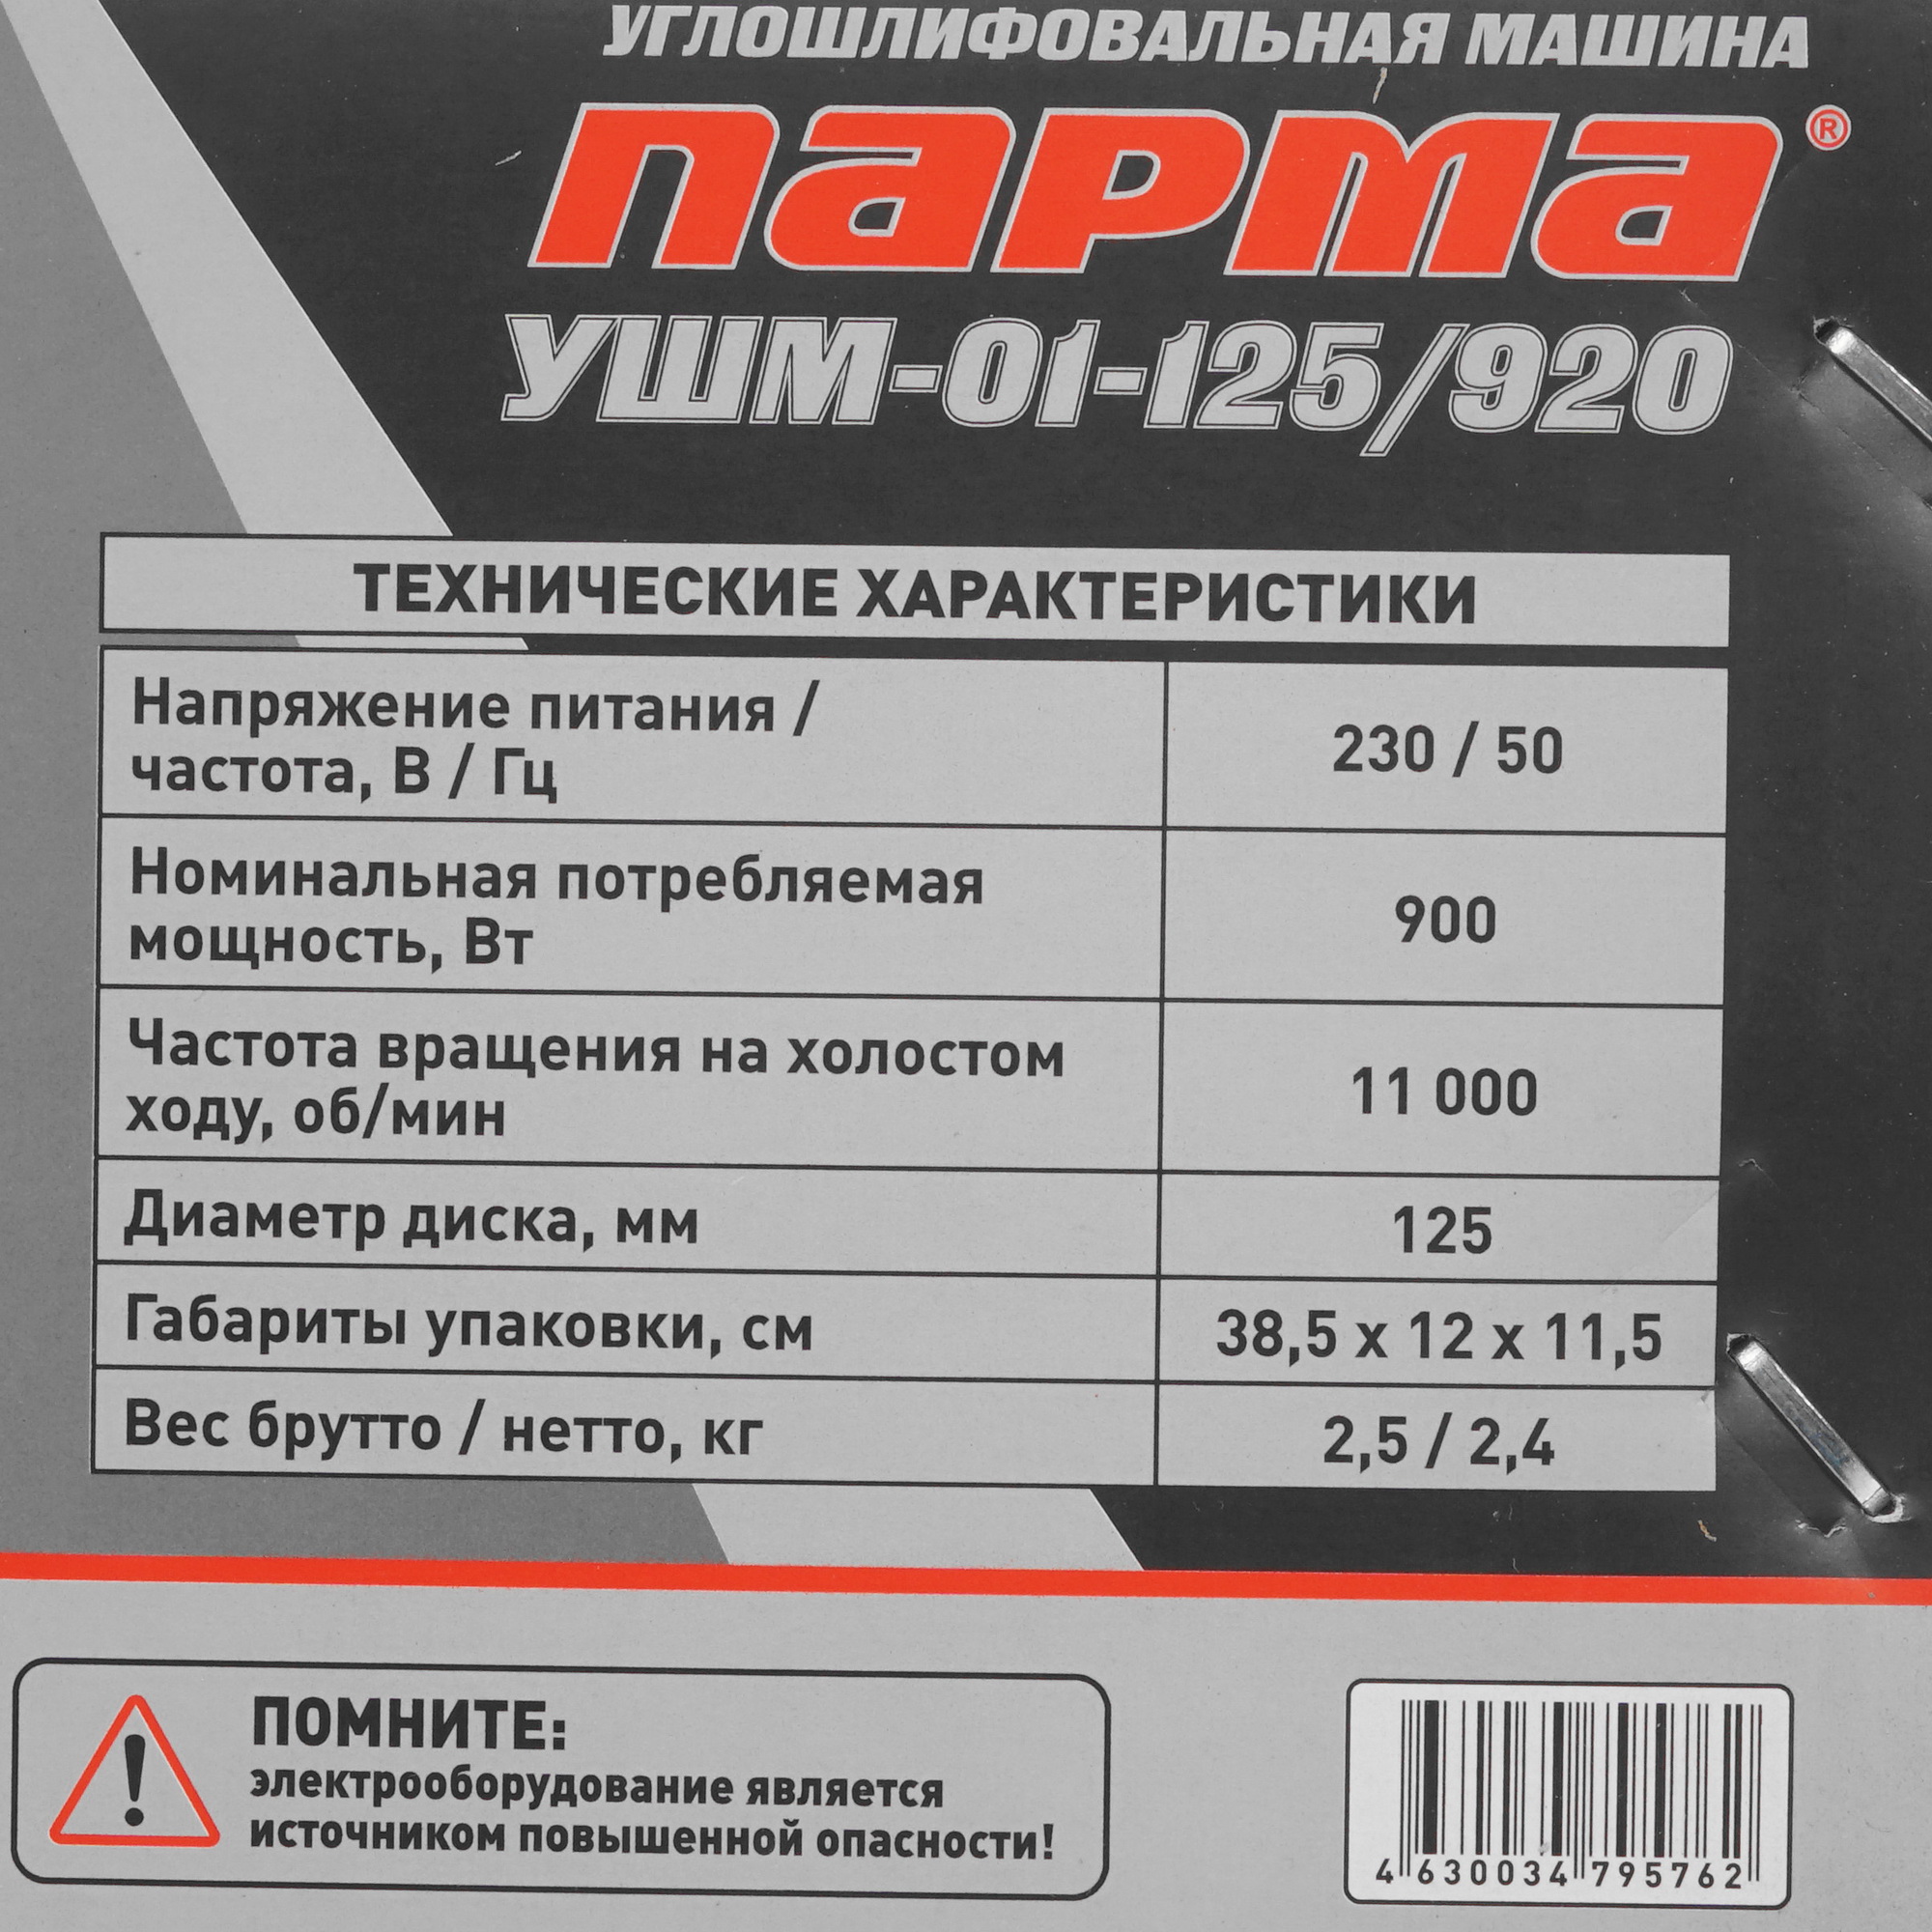 УГЛОШЛИФОВАЛЬНАЯ МАШИНА
ПАРМА®
УШМ-01-125/920
ТЕХНИЧЕСКИЕ ХАРАКТЕРИСТИКИ
Напряжение питания /
частота, В / Гц
230 / 50
Номинальная потребляемая
мощность, Вт
900
Частота вращения на холостом
ходу, об/мин
11 000
Диаметр диска, мм
125
Габариты упаковки, см
38,5 х 12 х 11,5
Вес брутто / нетто, кг
2,5 / 2,4
ПОМНИТЕ:
электрооборудование является
источником повышенной опасности!
4 630034 795762